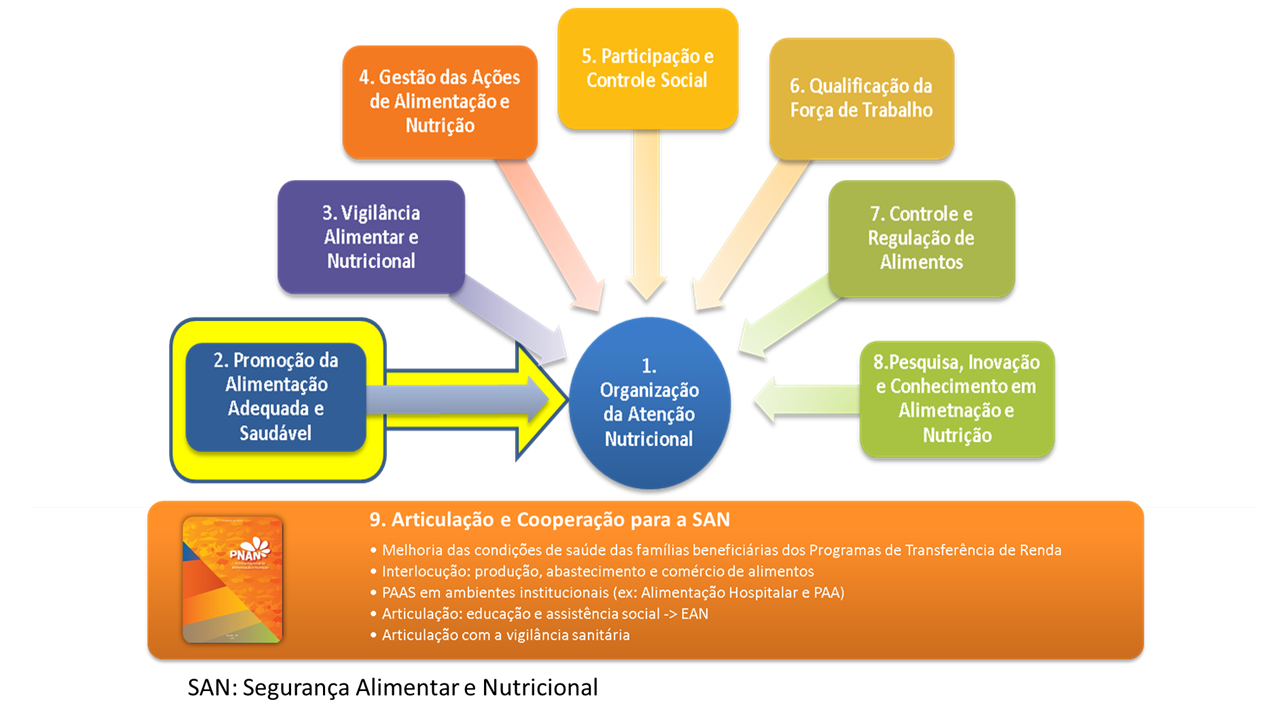 5. Participação e
Controle Social
4. Gestão das Ações
de Alimentação e
Nutrição
6. Qualificação da
Força de Trabalho
3. Vigilância
Alimentar e
Nutricional
7. Controle e
Regulação de
Alimentos
2. Promoção da
Alimentação
Adequada e
Saudável
1.
Organização
da Atenção
Nutricional
8.Pesquisa, Inovação
e Conhecimento em
Alimetnação e
Nutrição
9. Articulação e Cooperação para a SAN
• Melhoria das condições de saúde das famílias beneficiárias dos Programas de Transferência de Renda
• Interlocução: produção, abastecimento e comércio de alimentos
• PAAS em ambientes institucionais (ex: Alimentação Hospitalar e PAA)
• Articulação: educação e assistência social -> EAN
• Articulação com a vigilância sanitária
PNAN
SAN: Segurança Alimentar e Nutricional